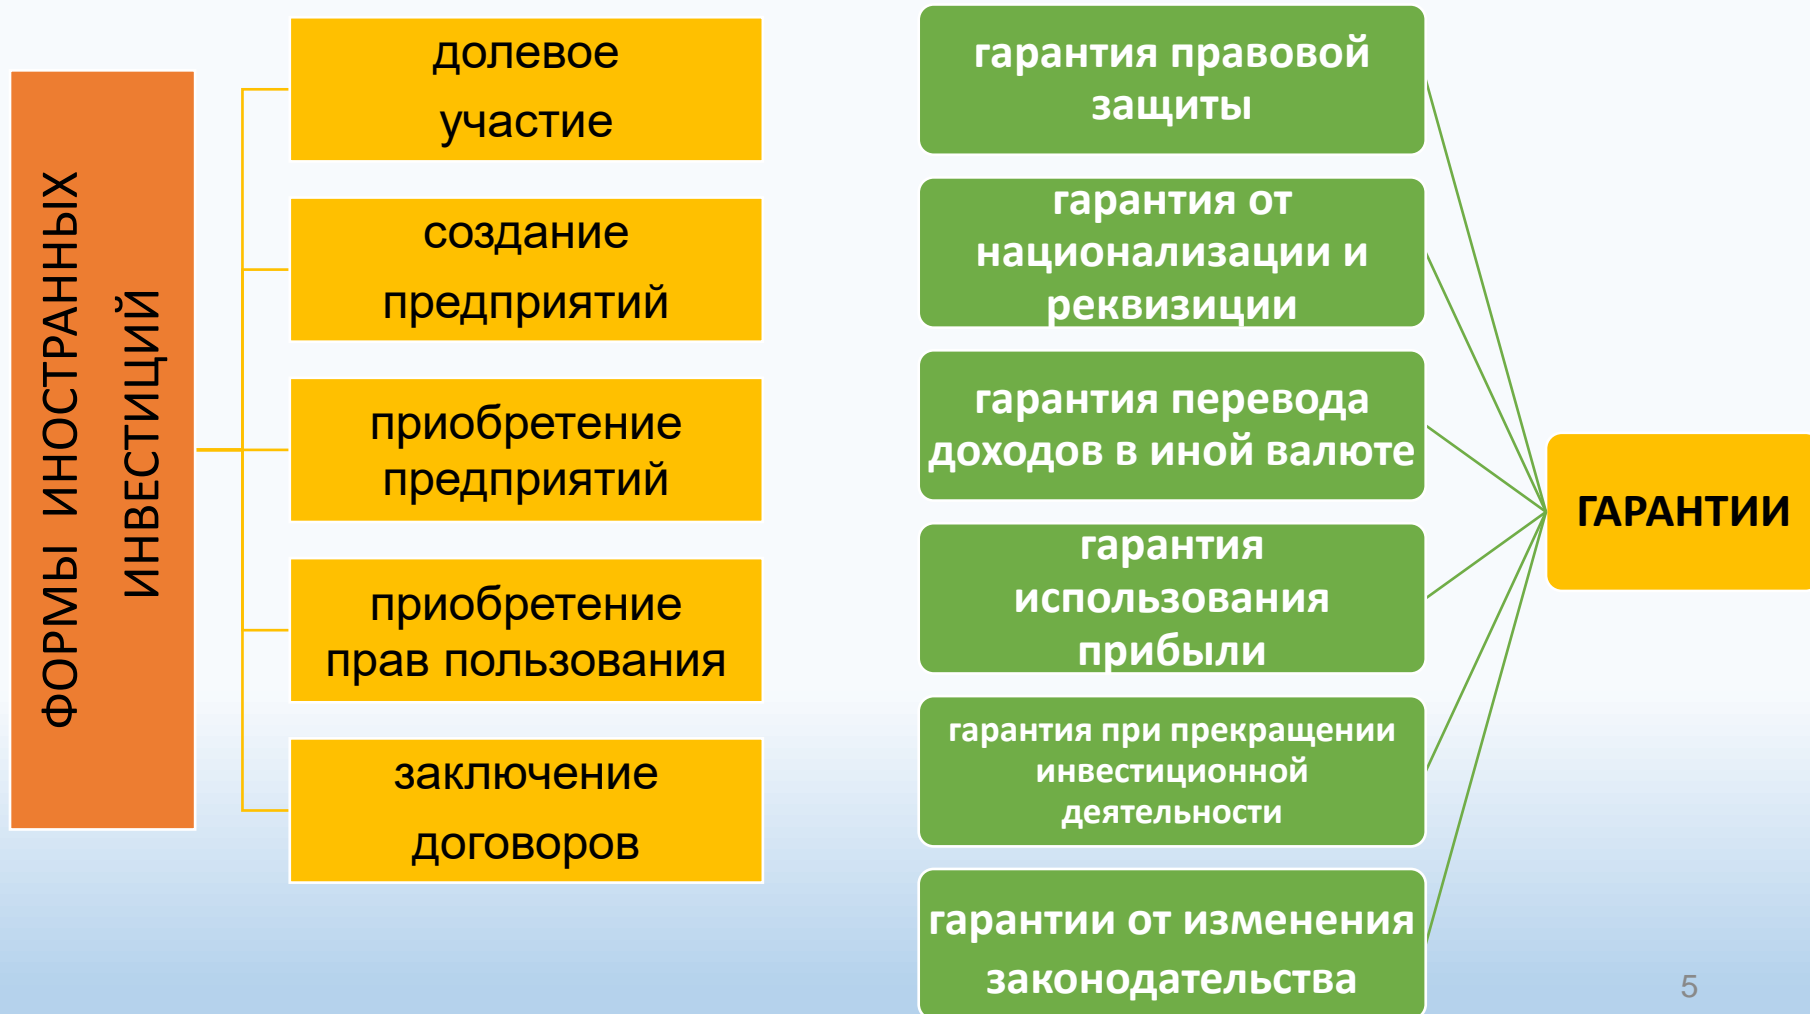 ФОРМЫ ИНОСТРАННЫХ
ИНВЕСТИЦИЙ
долевое
участие
создание
предприятий
приобретение
предприятий
приобретение
прав пользования
заключение
договоров
гарантия правовой
защиты
гарантия от
национализации и
реквизиции
гарантия перевода
доходов в иной валюте
гарантия
использования
прибыли
гарантия при прекращении
инвестиционной
деятельности
гарантии от изменения
законодательства
ГАРАНТИИ
5